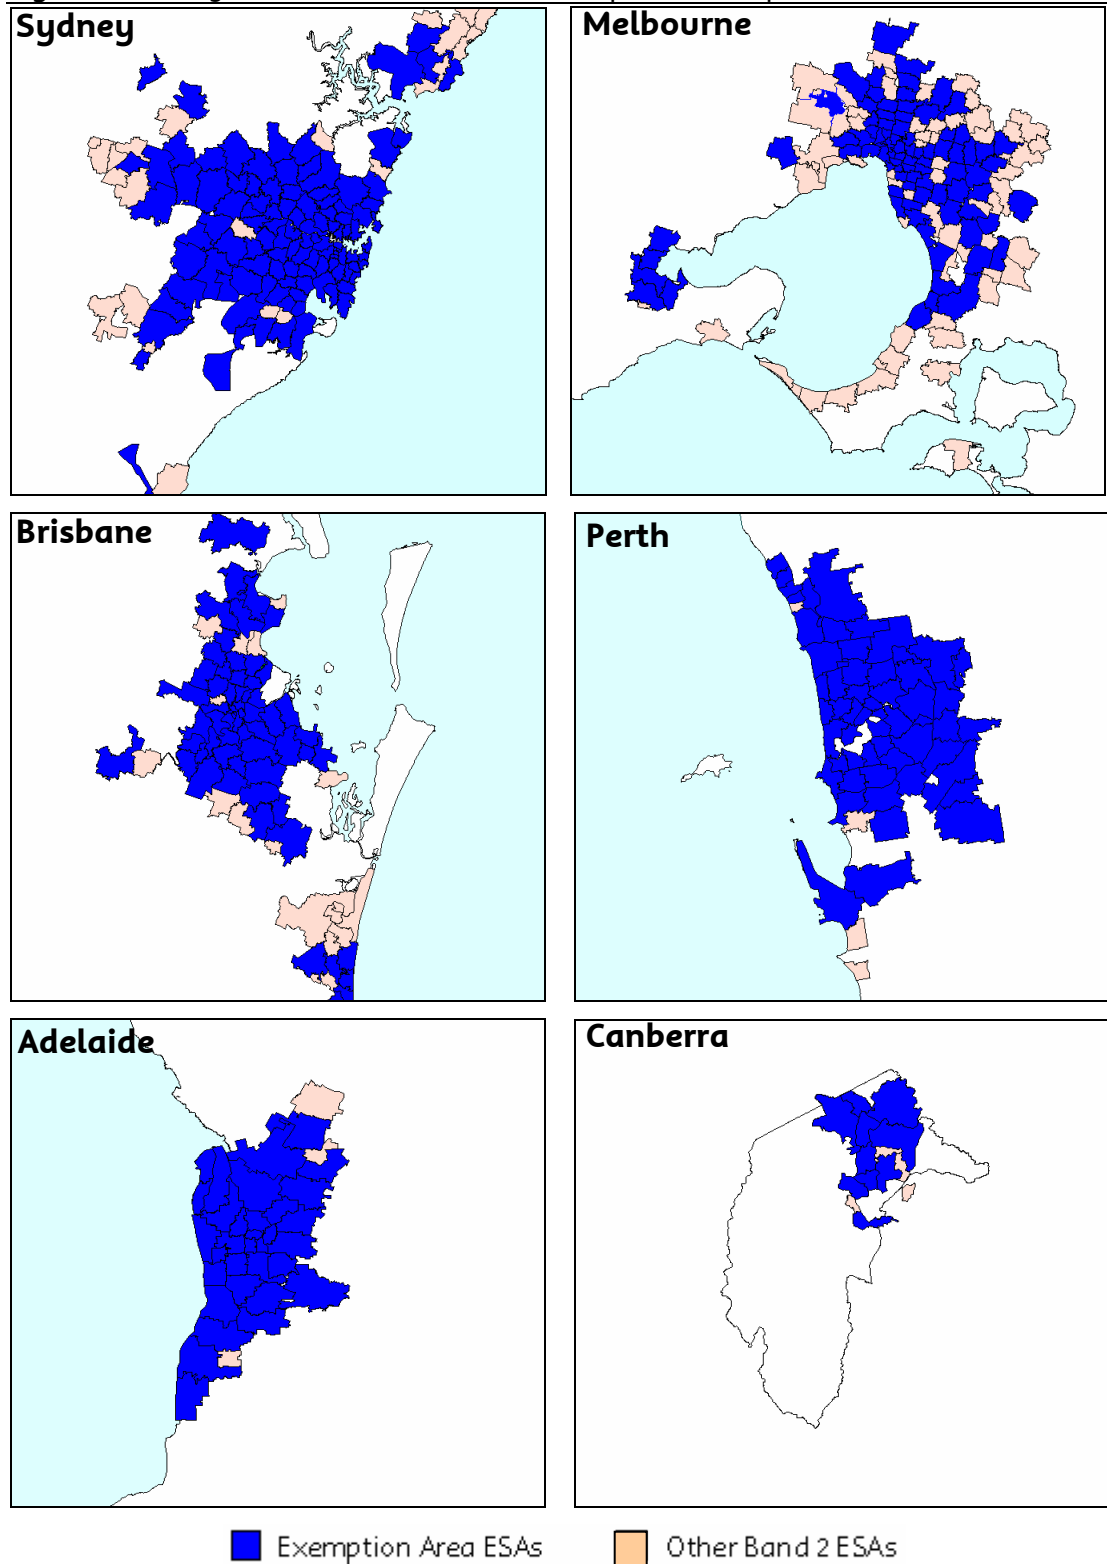 Sydney
Melbourne
Brisbane
Perth
Adelaide
Canberra
Exemption Area ESAs
Other Band 2 ESAs